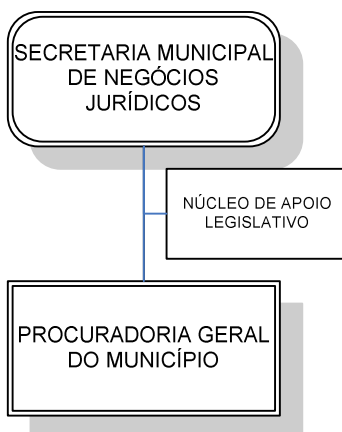 SECRETARIA MUNICIPAL
DE NEGÓCIOS
JURÍDICOS
NÚCLEO DE APOIO
LEGISLATIVO
PROCURADORIA GERAL
DO MUNICÍPIO